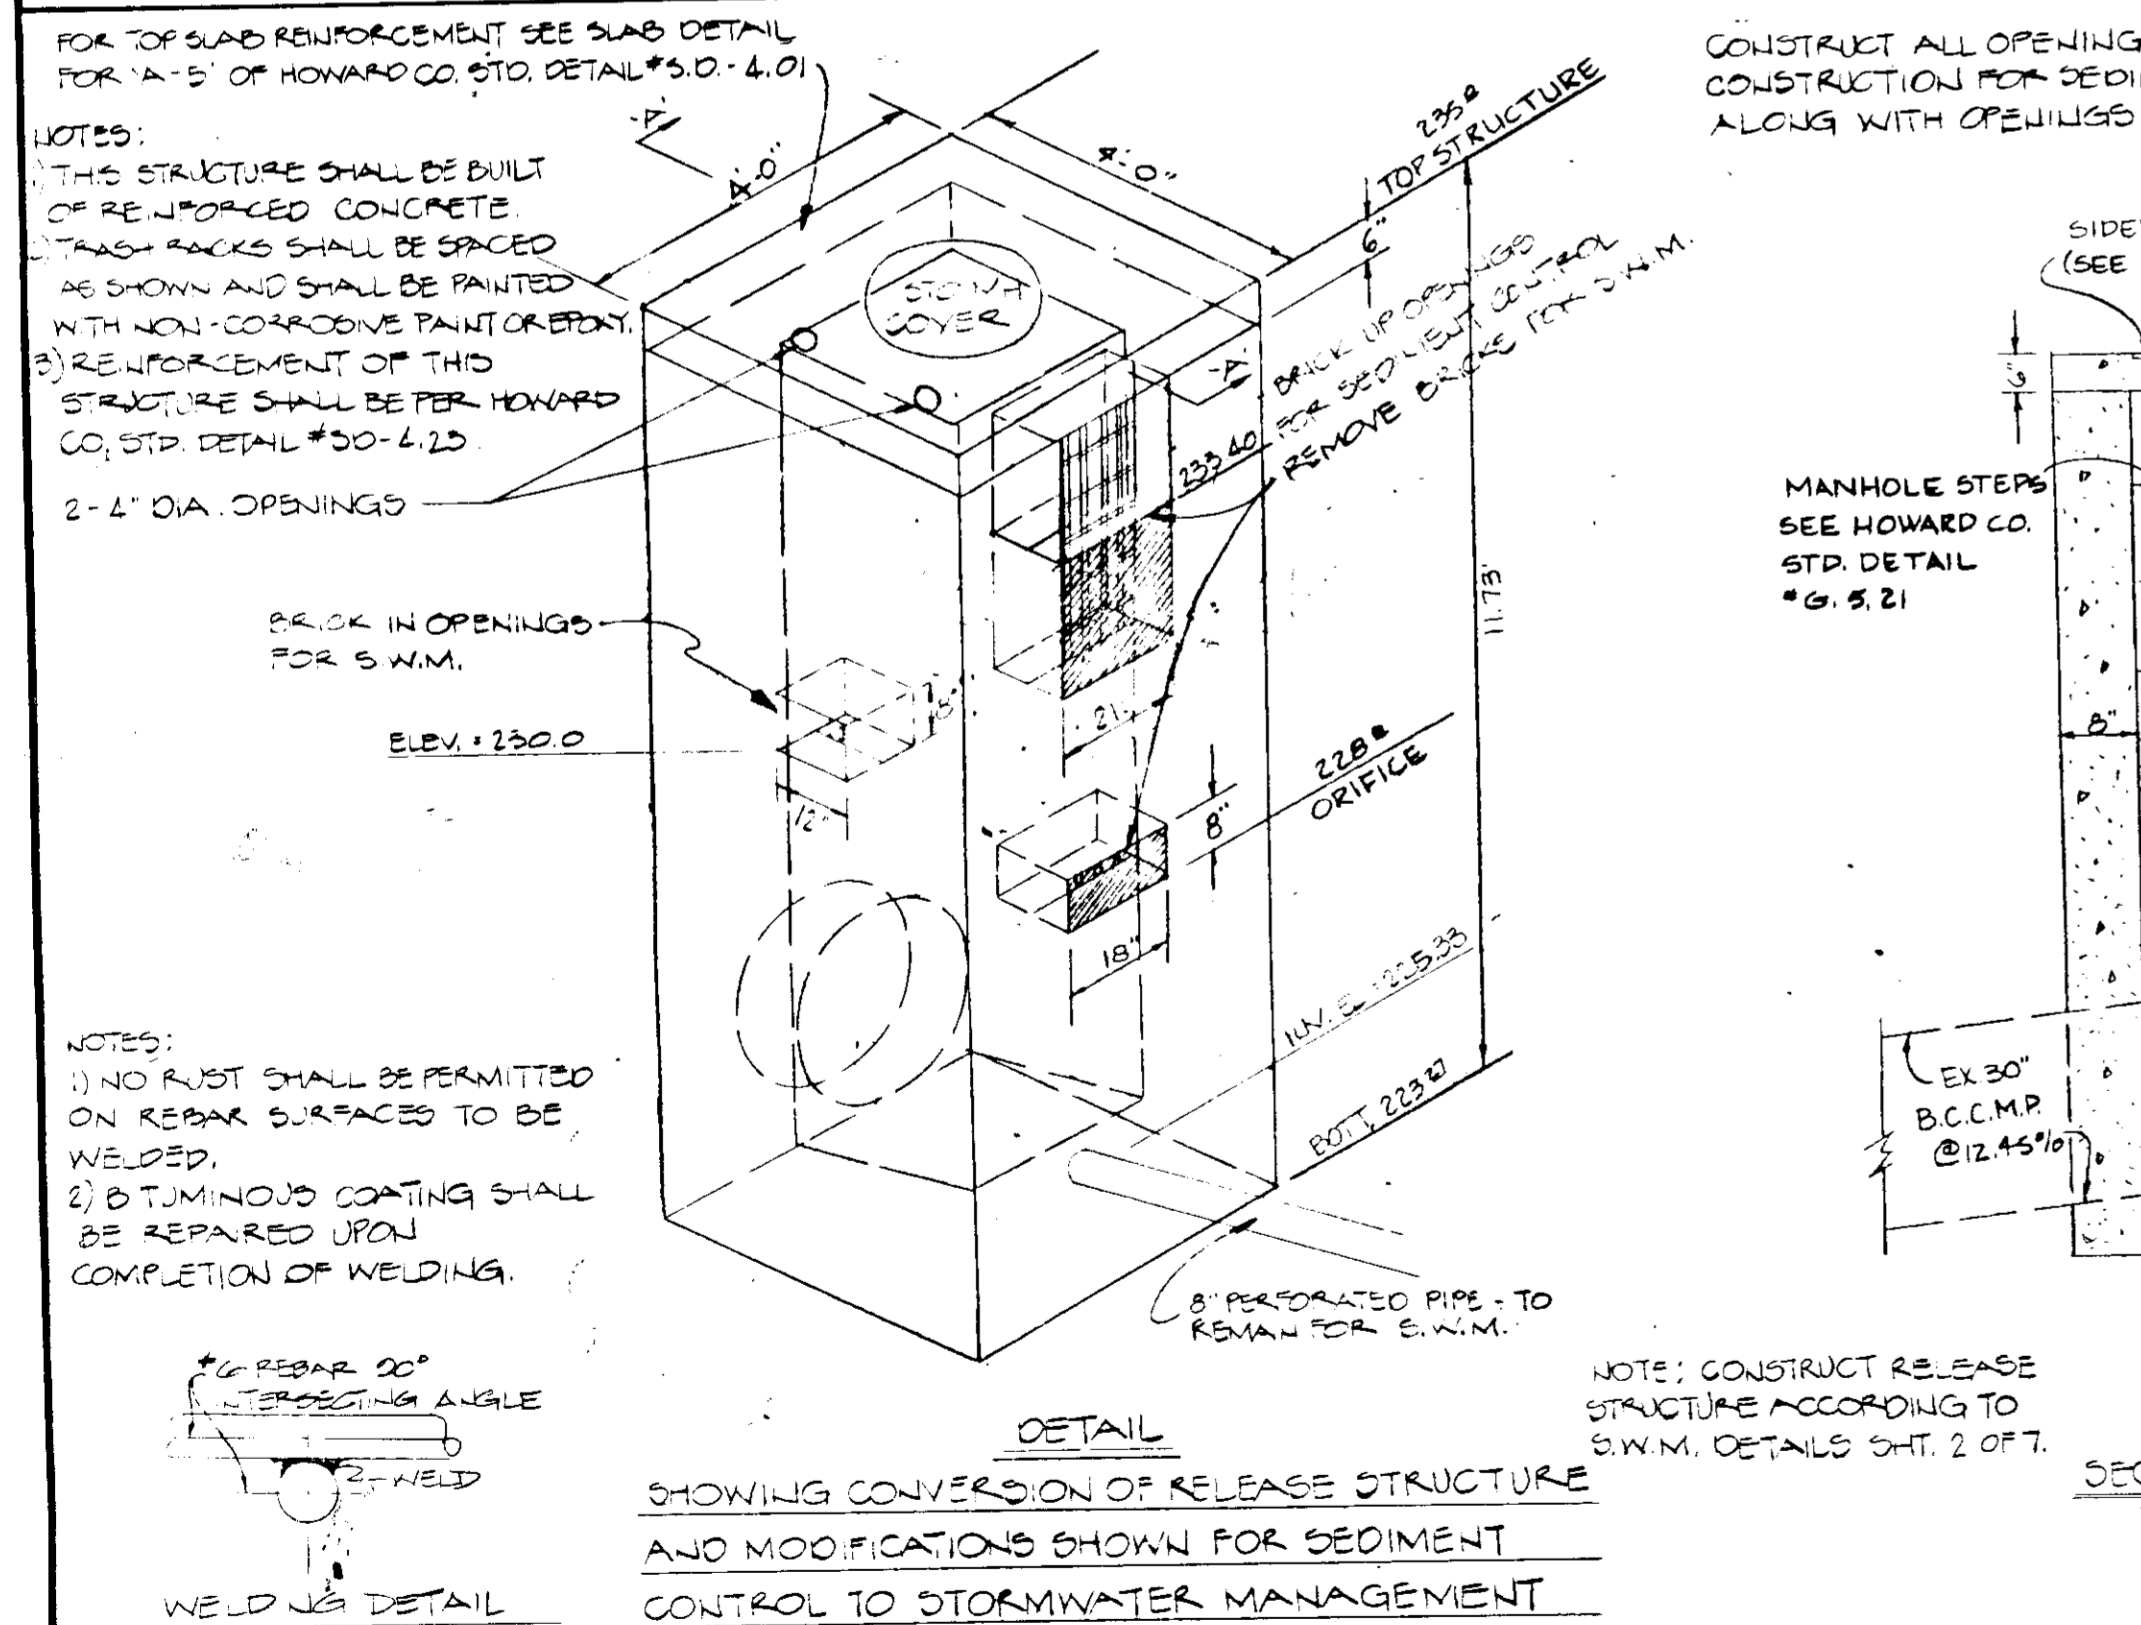 FOR TOP SLAB REINFORCEMENT SEE SLAB DETAIL
FOR 'A-5' OF HOWARD CO. STD. DETAIL #S.D.-4.01
NOTES:
1) THIS STRUCTURE SHALL BE BUILT
OF REINFORCED CONCRETE.
2) TRASH RACKS SHALL BE SPACED
AS SHOWN AND SHALL BE PAINTED
WITH NON-CORROSIVE PAINT OR EPOXY.
3) REINFORCEMENT OF THIS
STRUCTURE SHALL BE PER HOWARD
CO. STD. DETAIL #SD-4.23
2-4" DIA. OPENINGS
BRICK IN OPENINGS
FOR S.W.M.
ELEV. = 230.0
'A'
4'-0"
4'-0"
235.00
TOP STRUCTURE
6"
STD. M.H.
COVER
'A'
BRICK UP OPENINGS
FOR SEDIMENT CONTROL
REMOVE BRICKS FOR S.W.M.
233.40
11.73'
21"
8"
12"
228.00
ORIFICE
8"
18"
INV. EL. = 225.33
BOTT. 223.27
8" PERFORATED PIPE - TO
REMAIN FOR S.W.M.
NOTES:
1) NO RUST SHALL BE PERMITTED
ON REBAR SURFACES TO BE
WELDED.
2) BITUMINOUS COATING SHALL
BE REPAIRED UPON
COMPLETION OF WELDING.
#6 REBAR 90°
INTERSECTING ANGLE
WELD
WELDING DETAIL
DETAIL
SHOWING CONVERSION OF RELEASE STRUCTURE
AND MODIFICATIONS SHOWN FOR SEDIMENT
CONTROL TO STORMWATER MANAGEMENT
NOTE: CONSTRUCT RELEASE
STRUCTURE ACCORDING TO
S.W.M. DETAILS SHT. 2 OF 7.
CONSTRUCT ALL OPENING
CONSTRUCTION FOR SEDI
ALONG WITH OPENINGS
SIDE
(SEE
6"
MANHOLE STEPS
SEE HOWARD CO.
STD. DETAIL
#G.5.21
8"
EX. 30"
B.C.C.M.P.
@ 12.45%
SEC